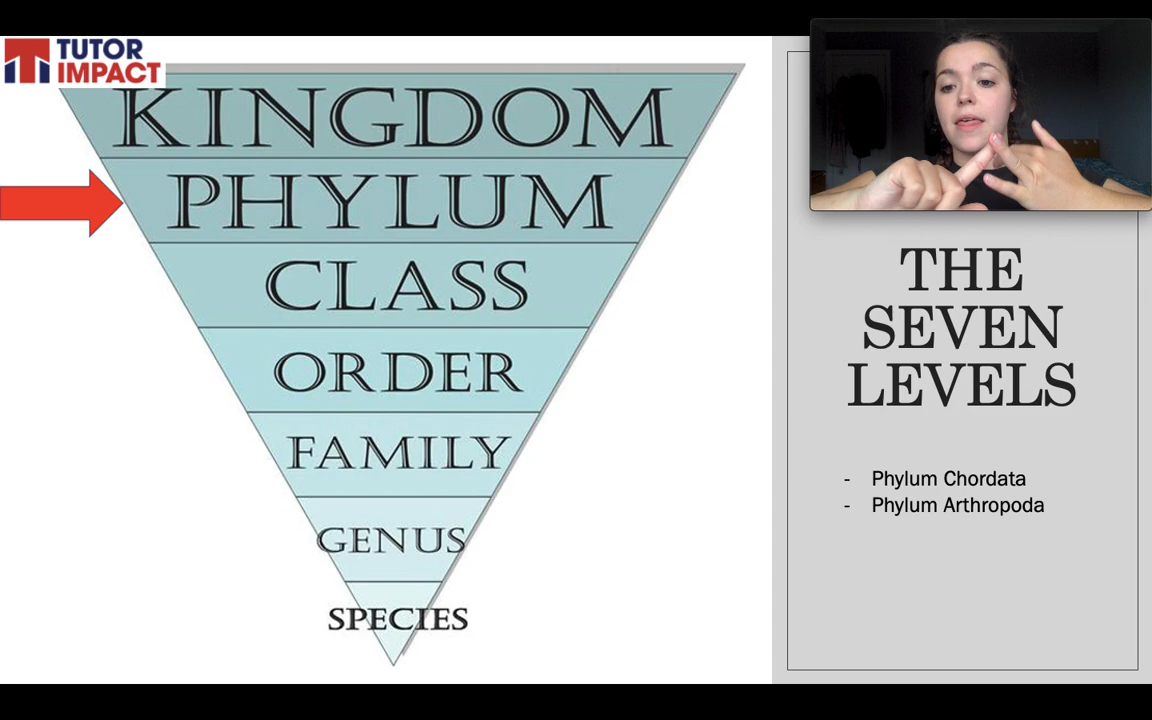 TUTOR
IMPACT
KINGDOM
PHYLUM
CLASS
ORDER
FAMILY
GENUS
SPECIES
THE
SEVEN
LEVELS
- Phylum Chordata
- Phylum Arthropoda